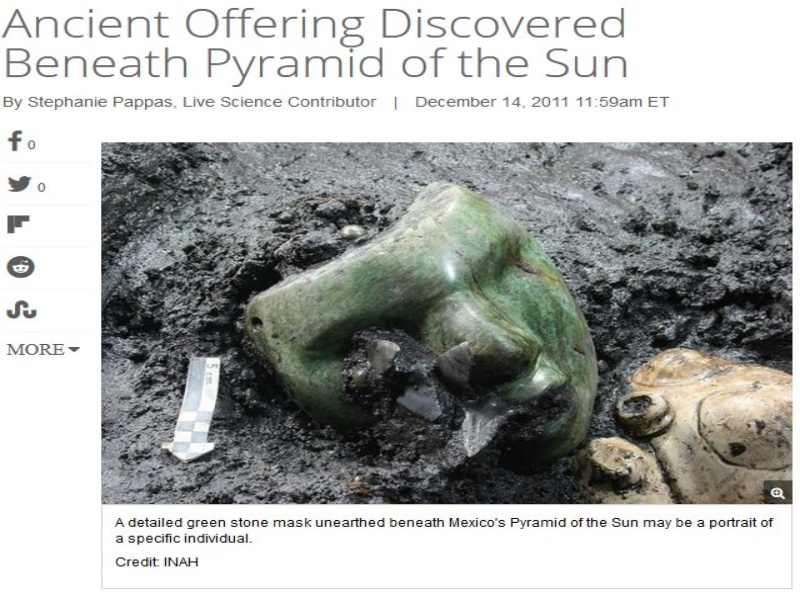 Ancient Offering Discovered
Beneath Pyramid of the Sun
By Stephanie Pappas, Live Science Contributor | December 14, 2011 11:59am ET
0
0
MORE
5 cm
A detailed green stone mask unearthed beneath Mexico's Pyramid of the Sun may be a portrait of
a specific individual.
Credit: INAH